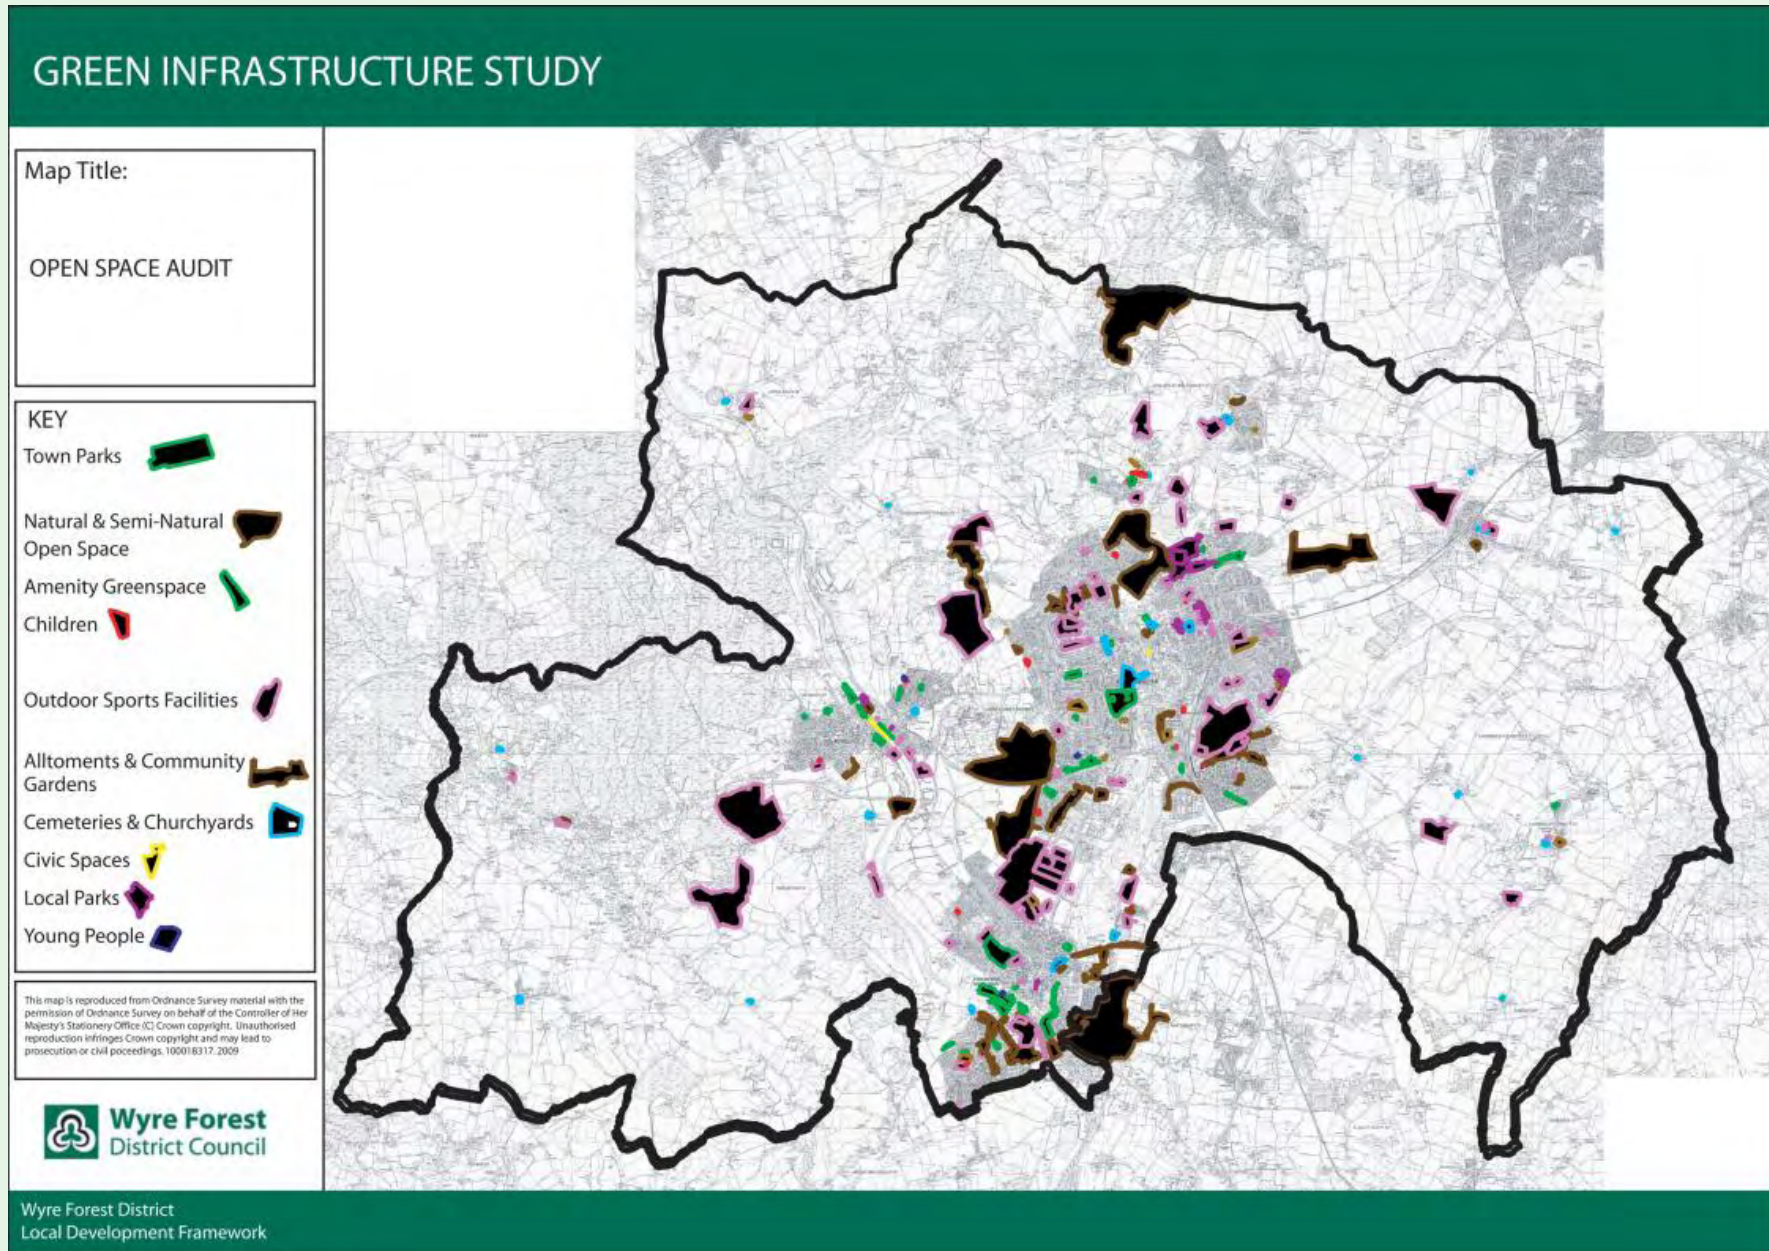 GREEN INFRASTRUCTURE STUDY
Map Title:
OPEN SPACE AUDIT
KEY
Town Parks
Natural & Semi-Natural
Open Space
Amenity Greenspace
Children
Outdoor Sports Facilities
Alltoments & Community
Gardens
Cemeteries & Churchyards
Civic Spaces
Local Parks
Young People
This map is reproduced from Ordnance Survey material with the
permission of Ordnance Survey on behalf of the Controller of Her
Majesty's Stationery Office (C) Crown copyright. Unauthorised
reproduction infringes Crown copyright and may lead to
prosecution or civil poceedings. 100018317. 2009
Wyre Forest
District Council
Wyre Forest District
Local Development Framework